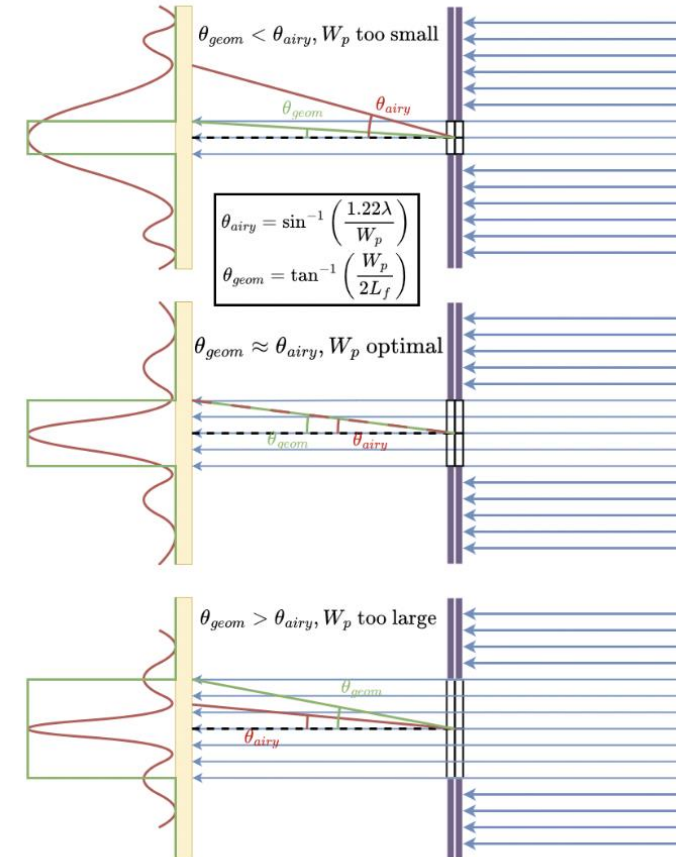 θ_geom < θ_airy, W_p too small
θ_geom
θ_airy
θ_airy = sin⁻¹ (1.22λ / W_p)
θ_geom = tan⁻¹ (W_p / 2L_f)
θ_geom ≈ θ_airy, W_p optimal
θ_geom
θ_airy
θ_geom > θ_airy, W_p too large
θ_geom
θ_airy